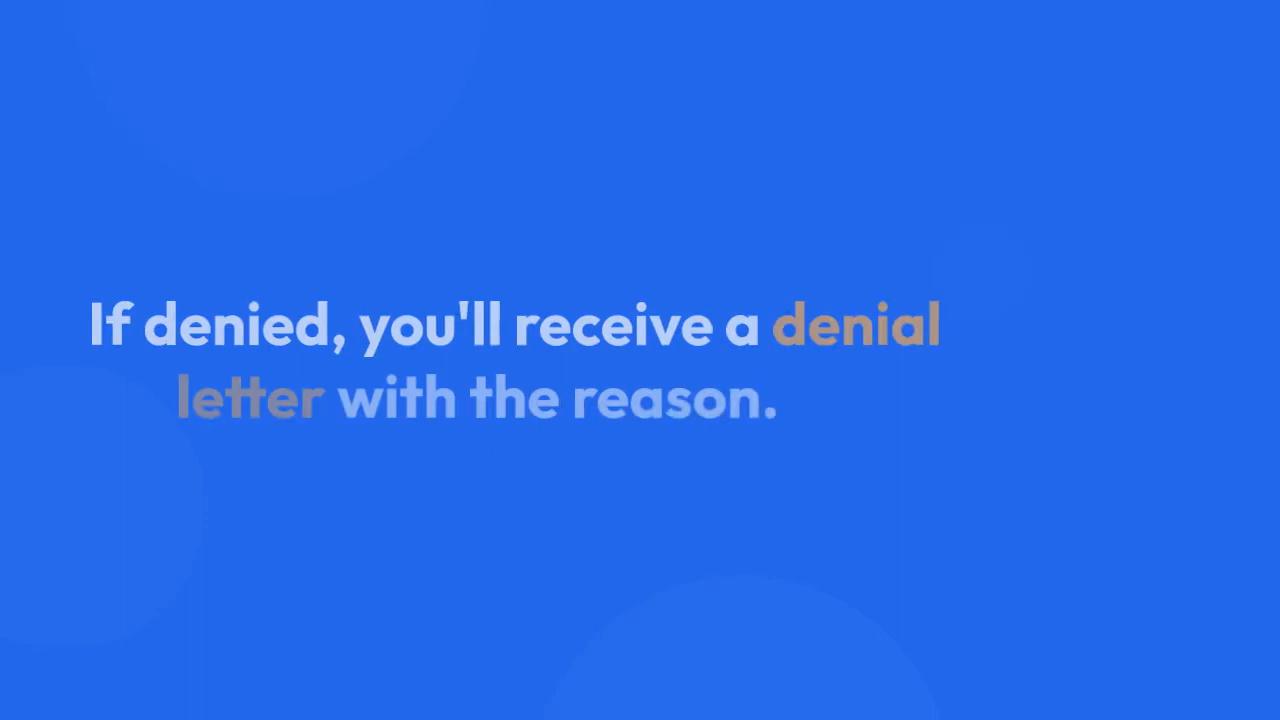 If denied, you'll receive a denial
letter with the reason.